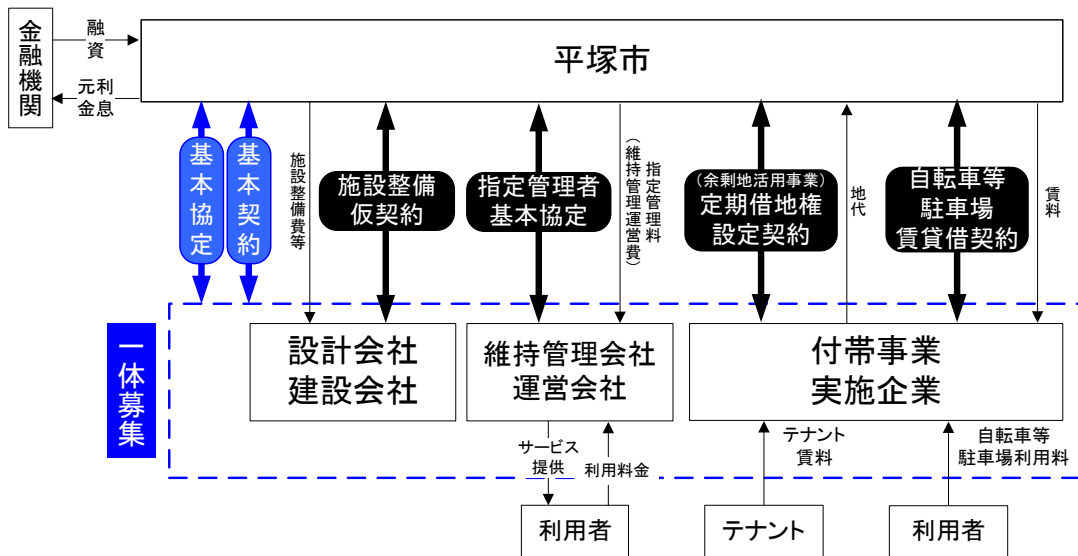 金融機関
融
資
元利
金息
平塚市
基本協定
基本契約
施設整備費等
施設整備
仮契約
指定管理者
基本協定
指定管理料
（維持管理運営費）
(余剰地活用事業)
定期借地権
設定契約
地代
自転車等
駐車場
賃貸借契約
賃料
一体募集
設計会社
建設会社
維持管理会社
運営会社
付帯事業
実施企業
サービス
提供
利用料金
テナント
賃料
自転車等
駐車場利用料
利用者
テナント
利用者